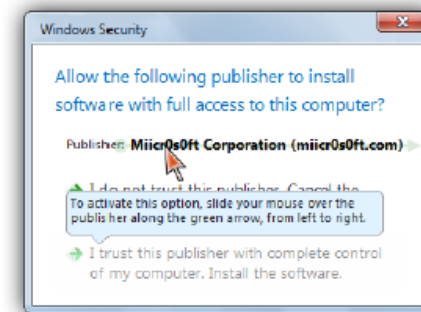 Windows Security
Allow the following publisher to install
software with full access to this computer?
Publisher: Miicr0s0ft Corporation (miicr0s0ft.com)
I do not trust this publisher. Cancel the
To activate this option, slide your mouse over the
publisher along the green arrow, from left to right.
I trust this publisher with complete control
of my computer. Install the software.